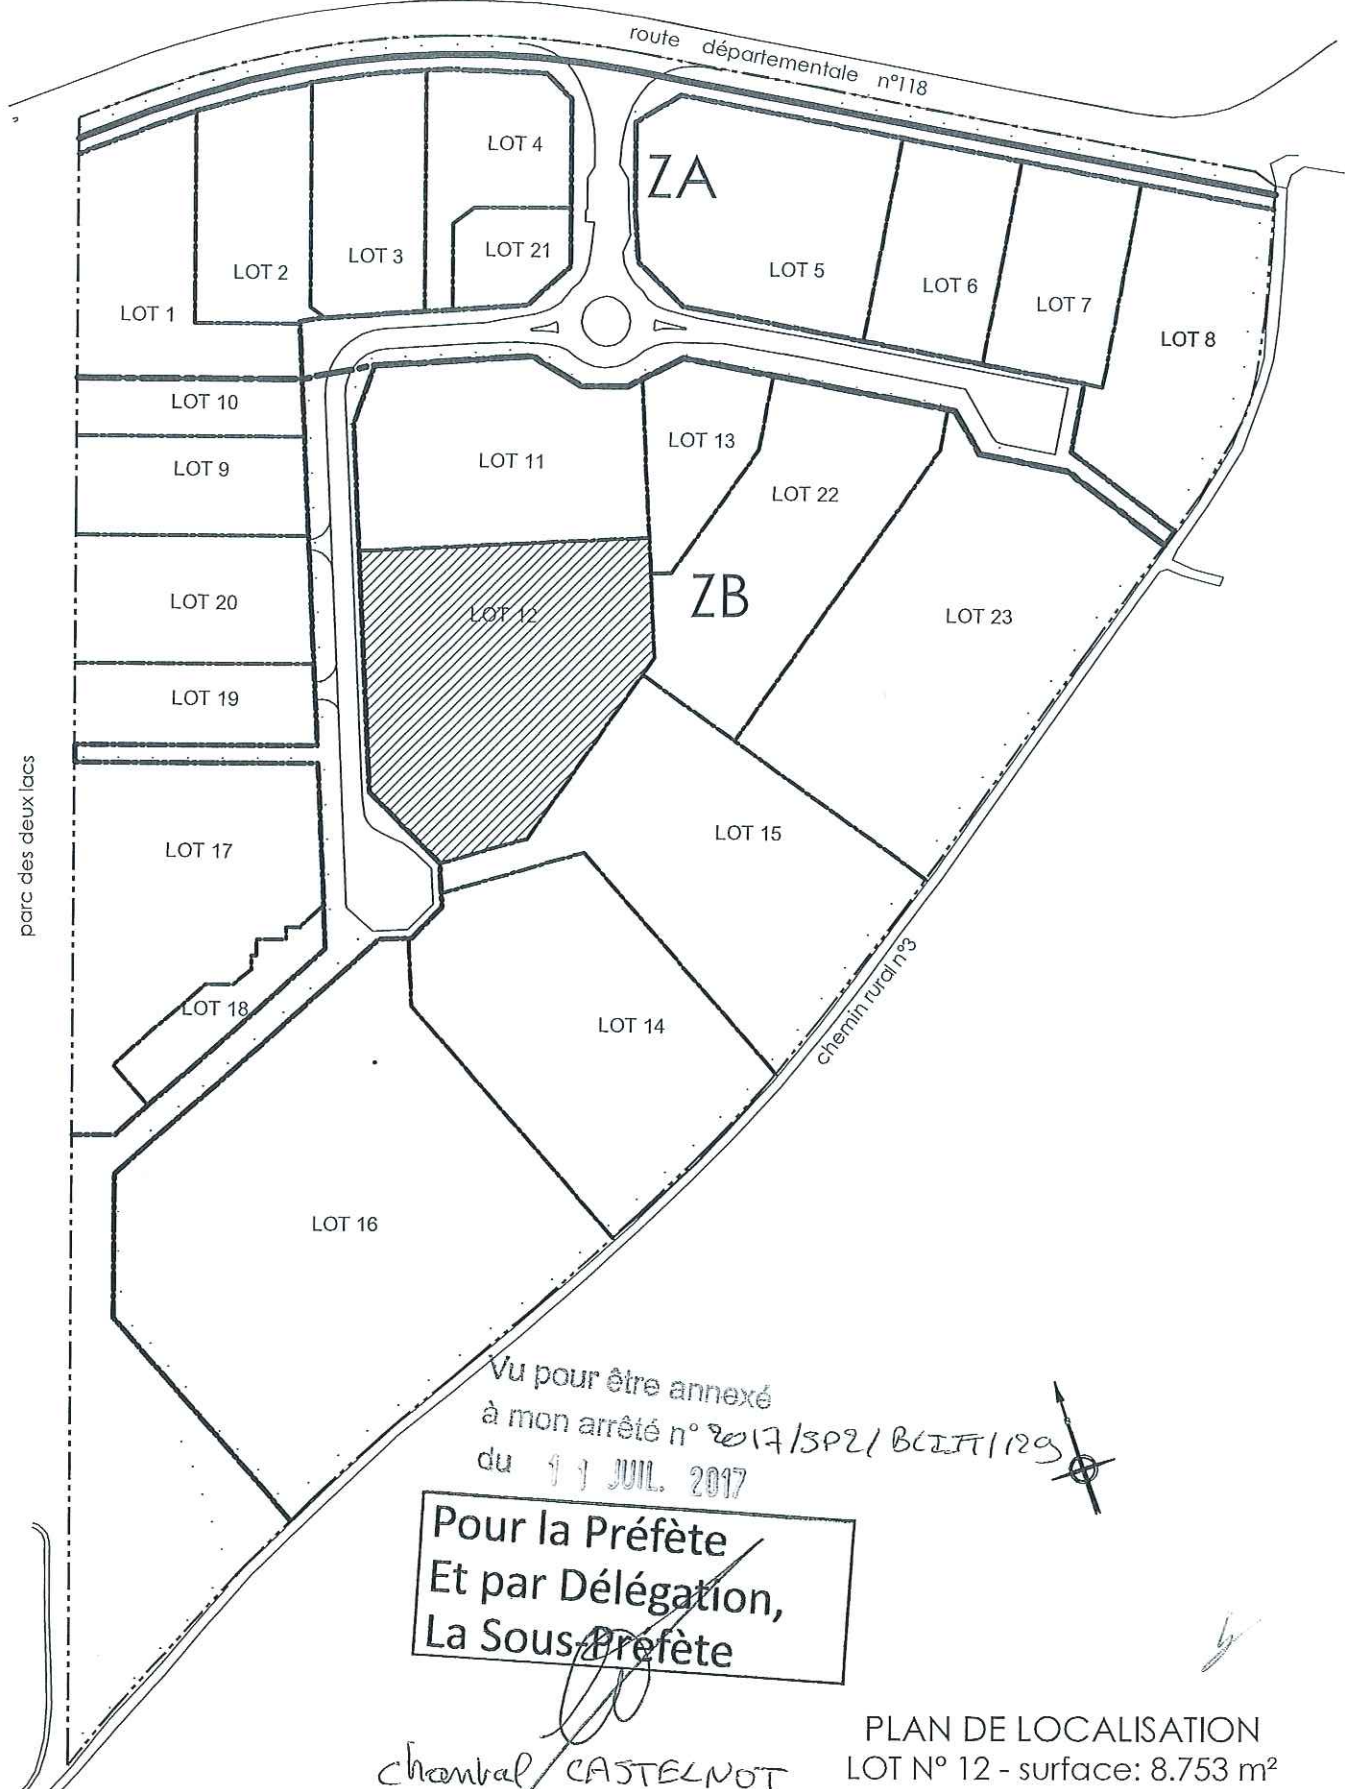 route départementale n°118
LOT 4
ZA
LOT 21
LOT 3
LOT 2
LOT 1
LOT 5
LOT 6
LOT 7
LOT 8
LOT 10
LOT 9
LOT 11
LOT 13
LOT 22
LOT 20
LOT 12
ZB
LOT 23
LOT 19
parc des deux lacs
LOT 17
LOT 15
LOT 18
LOT 14
chemin rural n°3
LOT 16
Vu pour être annexé
à mon arrêté n° 2017/SP2/BCIIT/129
du 11 JUIL. 2017
Pour la Préfète
Et par Délégation,
La Sous-Préfète
Chantal CASTELNOT
PLAN DE LOCALISATION
LOT N° 12 - surface: 8.753 m²